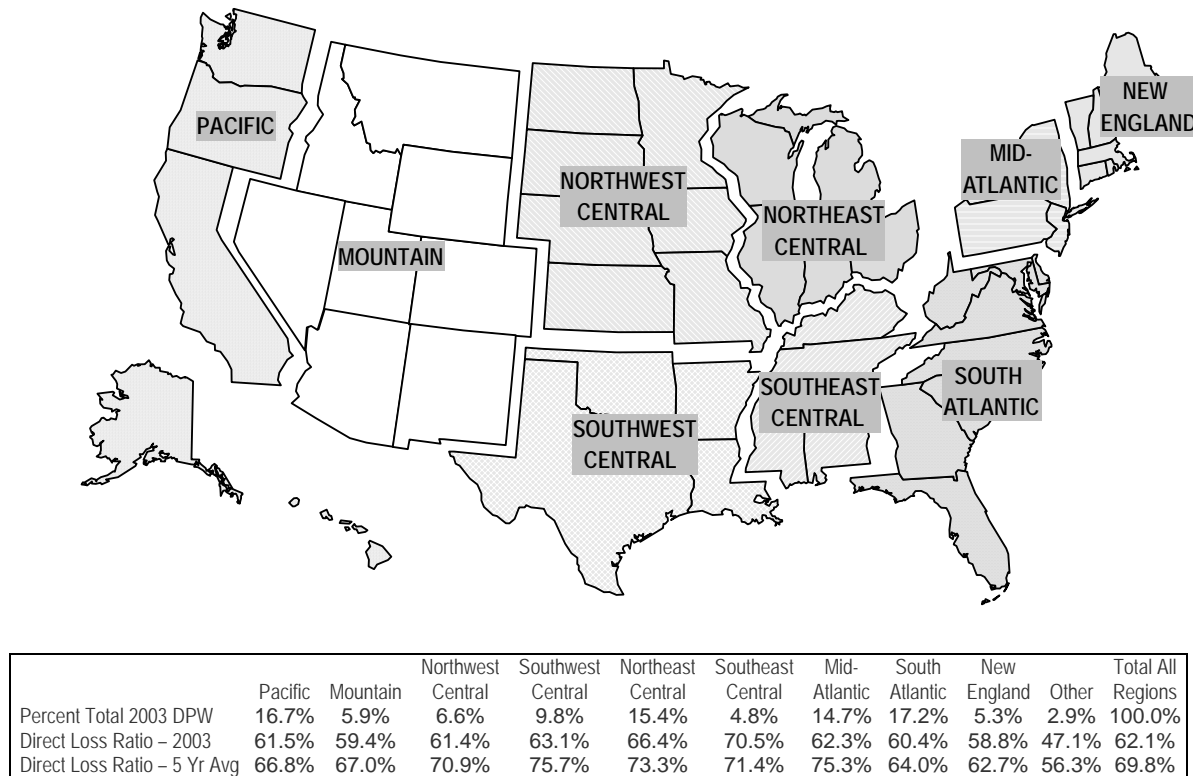 NEW
ENGLAND
PACIFIC
MID-
ATLANTIC
NORTHWEST
CENTRAL
NORTHEAST
CENTRAL
MOUNTAIN
SOUTHEAST
CENTRAL
SOUTH
ATLANTIC
SOUTHWEST
CENTRAL
Northwest Southwest Northeast Southeast Mid- South New Total All
Pacific Mountain Central Central Central Central Atlantic Atlantic England Other Regions
Percent Total 2003 DPW 16.7% 5.9% 6.6% 9.8% 15.4% 4.8% 14.7% 17.2% 5.3% 2.9% 100.0%
Direct Loss Ratio – 2003 61.5% 59.4% 61.4% 63.1% 66.4% 70.5% 62.3% 60.4% 58.8% 47.1% 62.1%
Direct Loss Ratio – 5 Yr Avg 66.8% 67.0% 70.9% 75.7% 73.3% 71.4% 75.3% 64.0% 62.7% 56.3% 69.8%